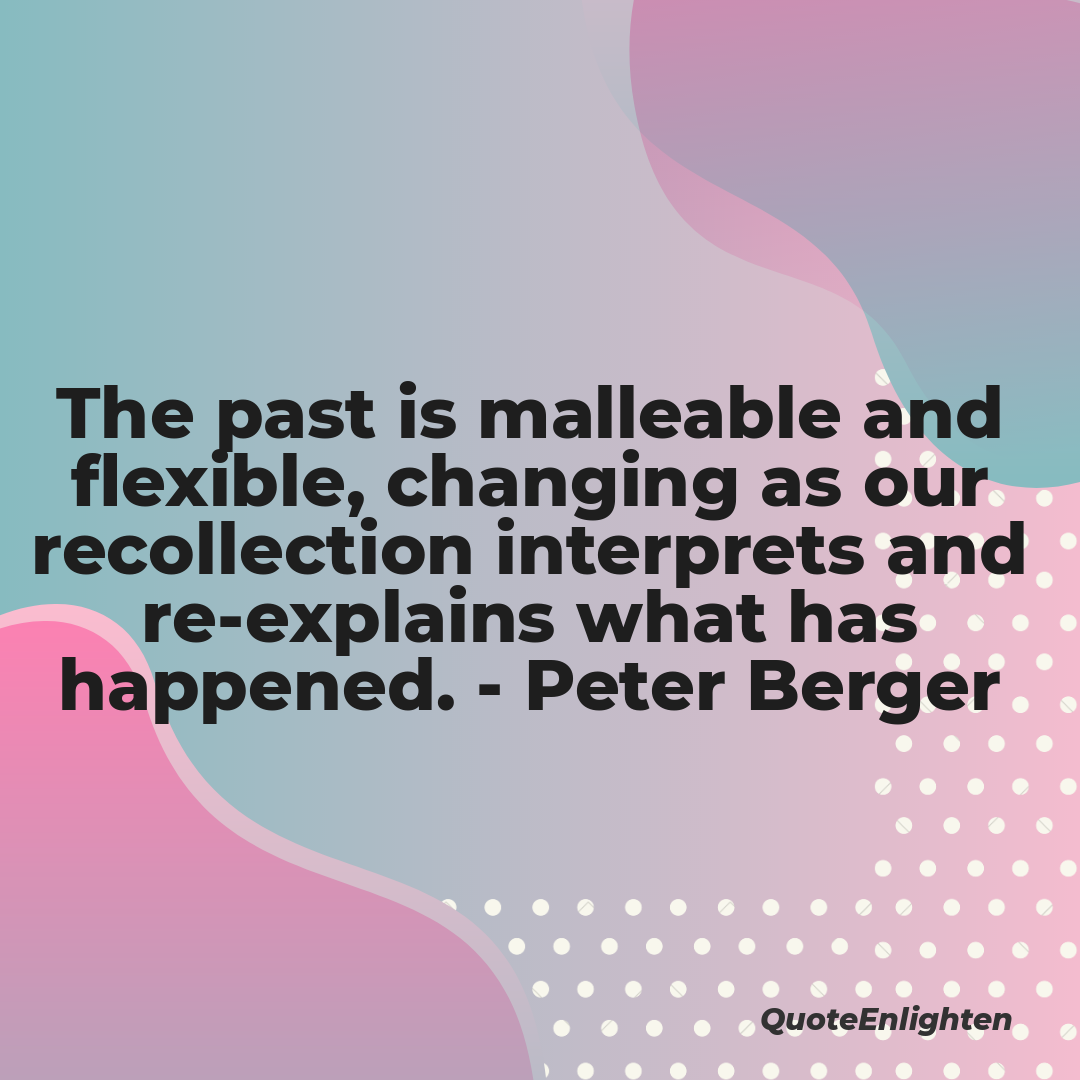 The past is malleable and
flexible, changing as our
recollection interprets and
re-explains what has
happened. - Peter Berger
QuoteEnlighten